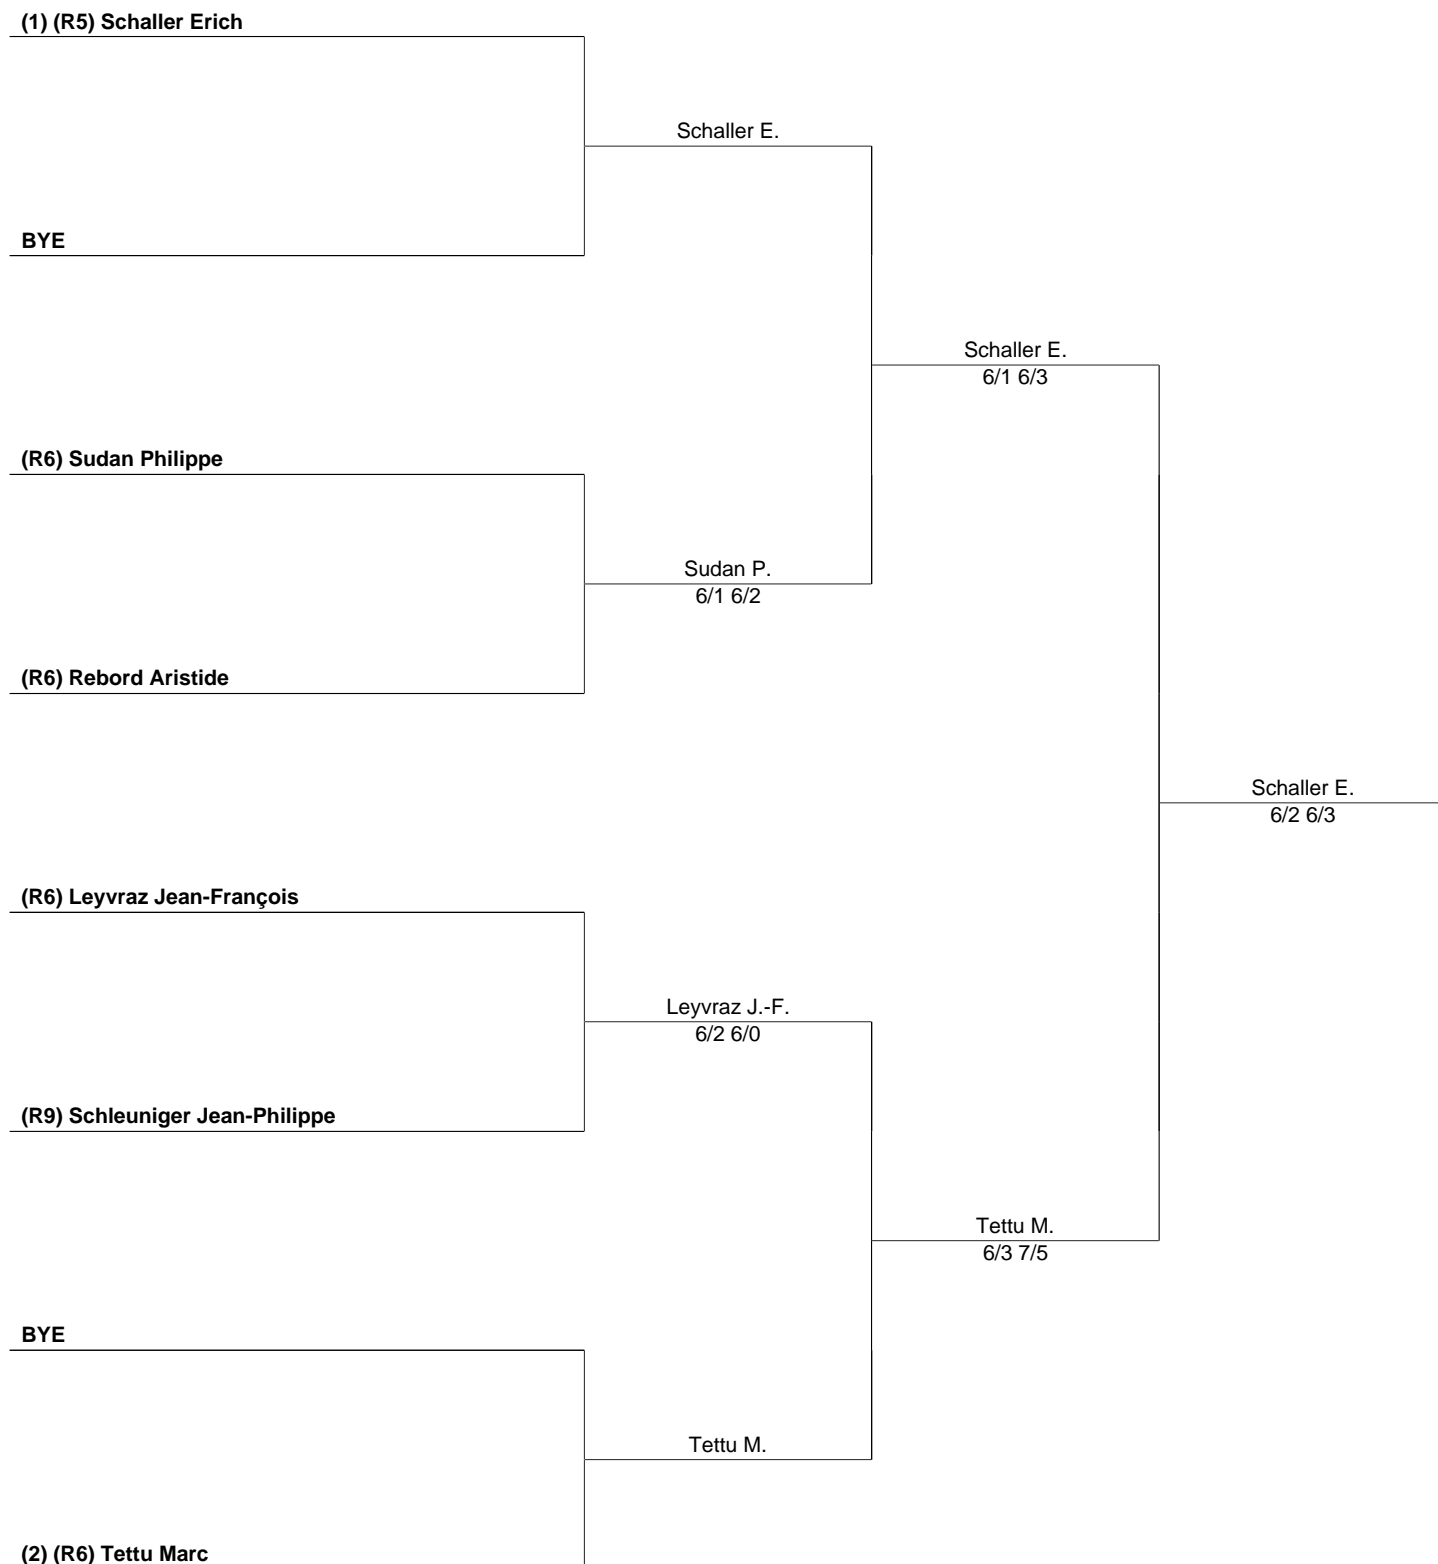 (1) (R5) Schaller Erich
Schaller E.
BYE
Schaller E.
6/1 6/3
(R6) Sudan Philippe
Sudan P.
6/1 6/2
(R6) Rebord Aristide
Schaller E.
6/2 6/3
(R6) Leyvraz Jean-François
Leyvraz J.-F.
6/2 6/0
(R9) Schleuniger Jean-Philippe
Tettu M.
6/3 7/5
BYE
Tettu M.
(2) (R6) Tettu Marc